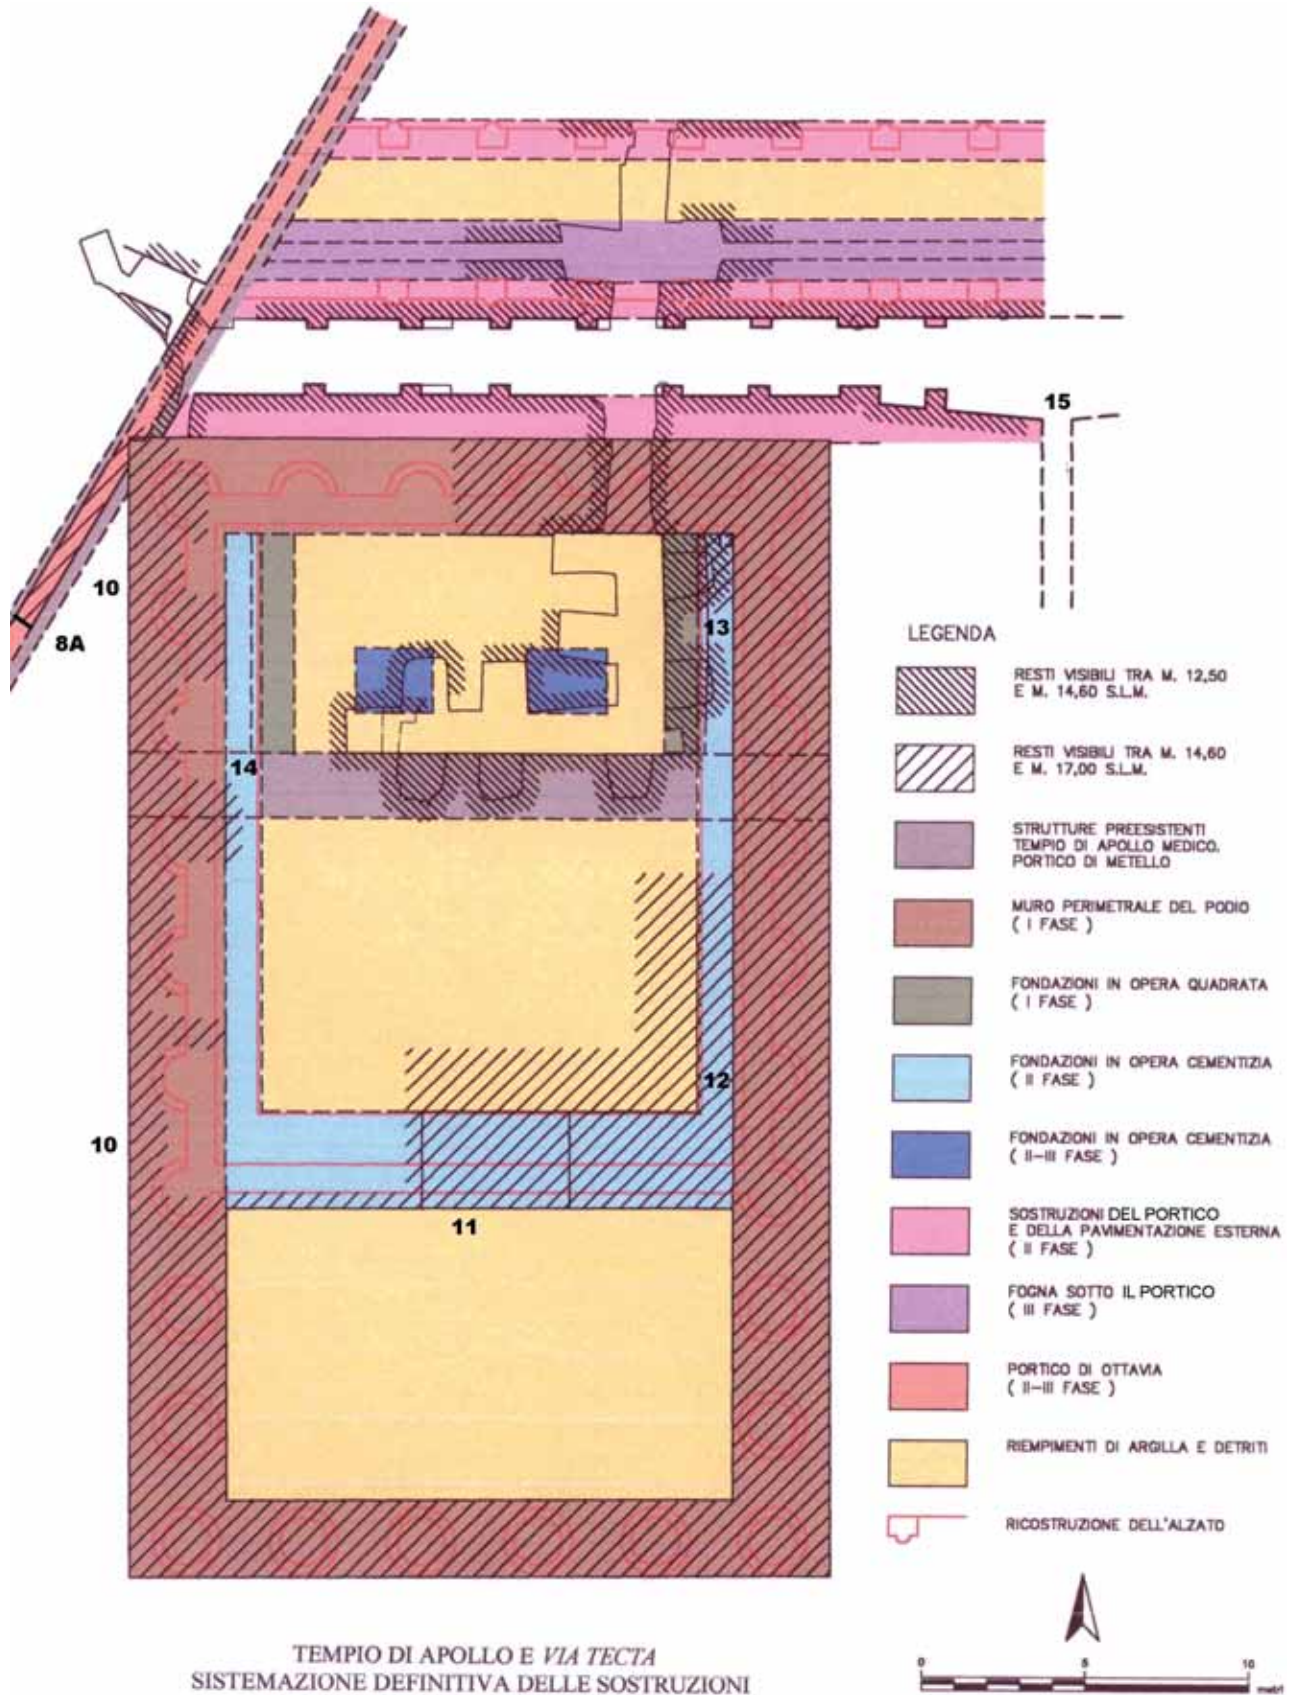 15
10
8A
13
14
12
10
11
LEGENDA
RESTI VISIBILI TRA M. 12,50
E M. 14,60 S.L.M.
RESTI VISIBILI TRA M. 14,60
E M. 17,00 S.L.M.
STRUTTURE PREESISTENTI
TEMPIO DI APOLLO MEDICO.
PORTICO DI METELLO
MURO PERIMETRALE DEL PODIO
( I FASE )
FONDAZIONI IN OPERA QUADRATA
( I FASE )
FONDAZIONI IN OPERA CEMENTIZIA
( II FASE )
FONDAZIONI IN OPERA CEMENTIZIA
( II-III FASE )
SOSTRUZIONI DEL PORTICO
E DELLA PAVIMENTAZIONE ESTERNA
( II FASE )
FOGNA SOTTO IL PORTICO
( III FASE )
PORTICO DI OTTAVIA
( II-III FASE )
RIEMPIMENTI DI ARGILLA E DETRITI
RICOSTRUZIONE DELL'ALZATO
0 5 10
metri
TEMPIO DI APOLLO E VIA TECTA
SISTEMAZIONE DEFINITIVA DELLE SOSTRUZIONI